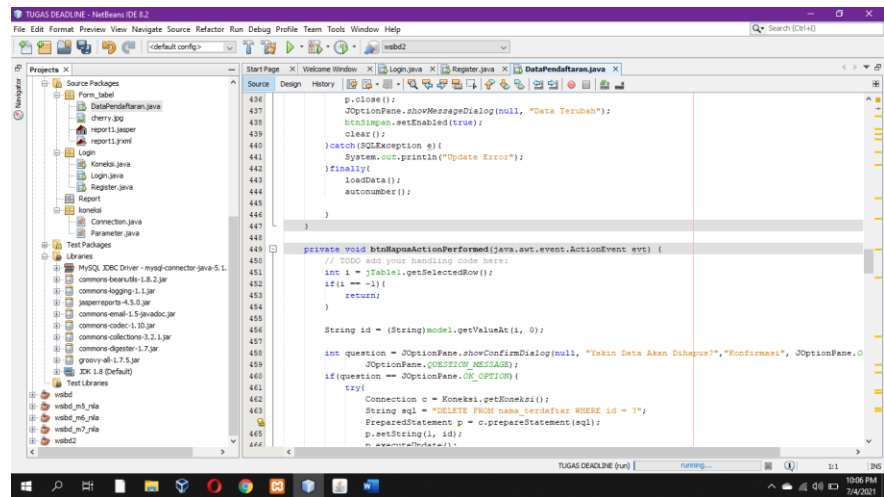 TUGAS DEADLINE - NetBeans IDE 8.2
File Edit Format Preview View Navigate Source Refactor Run Debug Profile Team Tools Window Help
Search (Ctrl+I)
<default config>
wsbd2
Projects
Start Page
Welcome Window
Login.java
Register.java
DataPendaftaran.java
Navigator
Source Design History
Source Packages
Form_tabel
DataPendaftaran.java
cherry.jpg
report1.jasper
report1.jrxml
Login
Koneksi.java
Login.java
Register.java
Report
koneksi
Connection.java
Parameter.java
Test Packages
Libraries
MySQL JDBC Driver - mysql-connector-java-5.1.
commons-beanutils-1.8.2.jar
commons-logging-1.1.jar
jasperreports-4.5.0.jar
commons-email-1.5-javadoc.jar
commons-codec-1.10.jar
commons-collections-3.2.1.jar
commons-digester-1.7.jar
groovy-all-1.7.5.jar
JDK 1.8 (Default)
Test Libraries
wsbd
wsbd_m5_nila
wsbd_m6_nila
wsbd_m7_nila
wsbd2
436 p.close();
437 JOptionPane.showMessageDialog(null, "Data Terubah");
438 btnSimpan.setEnabled(true);
439 clear();
440 }catch(SQLException e){
441 System.out.println("Update Error");
442 }finally{
443 loadData();
444 autonumber();
445
446 }
447 }
448
449 private void btnHapusActionPerformed(java.awt.event.ActionEvent evt) {
450 // TODO add your handling code here:
451 int i = jTable1.getSelectedRow();
452 if(i == -1){
453 return;
454 }
455
456 String id = (String)model.getValueAt(i, 0);
457
458 int question = JOptionPane.showConfirmDialog(null, "Yakin Data Akan Dihapus?","Konfirmasi", JOptionPane.O
459 JOptionPane.QUESTION_MESSAGE);
460 if(question == JOptionPane.OK_OPTION){
461 try{
462 Connection c = Koneksi.getKoneksi();
463 String sql = "DELETE FROM nama_terdaftar WHERE id = ?";
PreparedStatement p = c.prepareStatement(sql);
465 p.setString(1, id);
466 p.executeUpdate();
TUGAS DEADLINE (run)
running...
(1)
1:1
INS
10:06 PM
7/4/2021